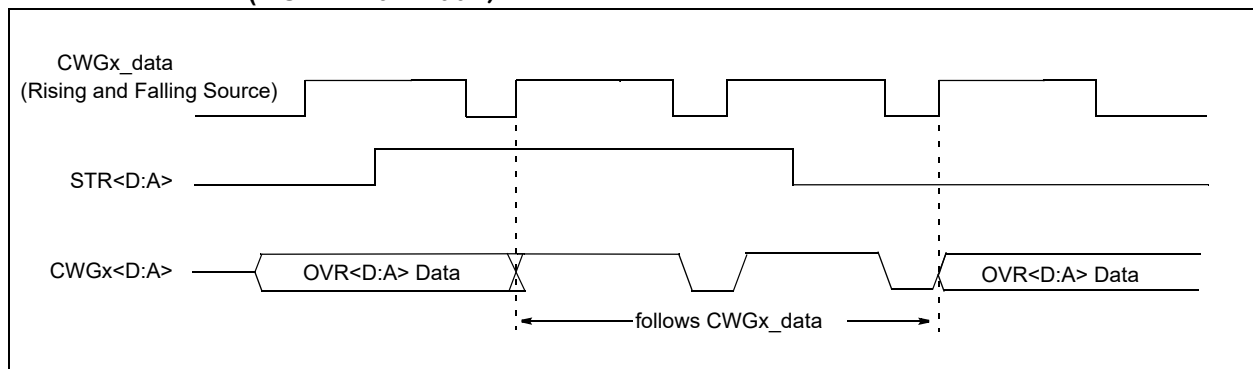 CWGx_data
(Rising and Falling Source)
STR<D:A>
CWGx<D:A>
OVR<D:A> Data
OVR<D:A> Data
follows CWGx_data